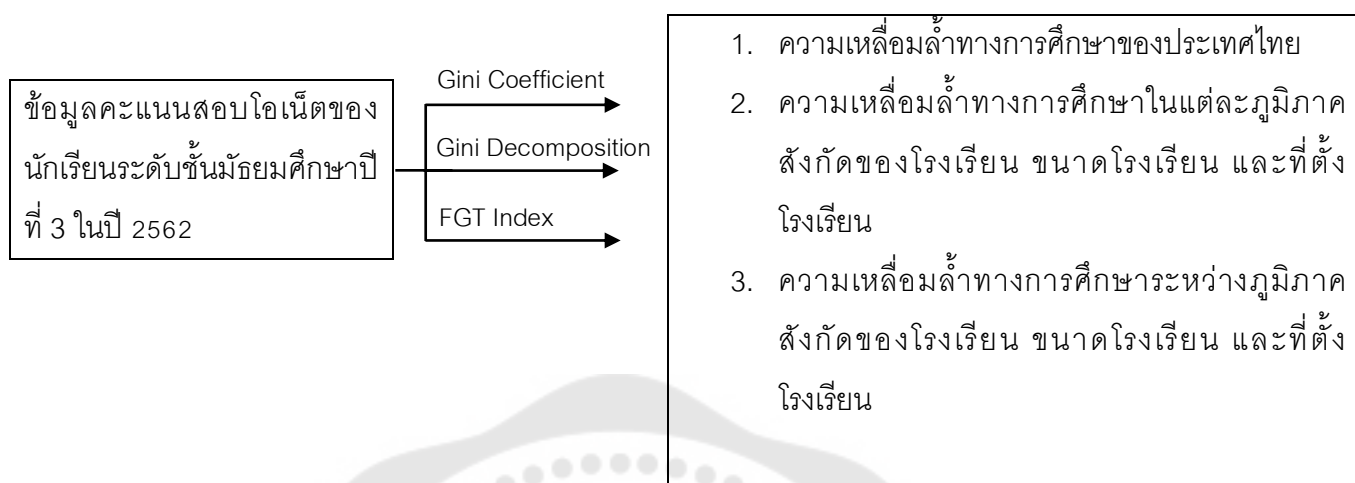 ข้อมูลคะแนนสอบโอเน็ตของ
นักเรียนระดับชั้นมัธยมศึกษาปี
ที่ 3 ในปี 2562
Gini Coefficient
Gini Decomposition
FGT Index
1. ความเหลื่อมล้ำทางการศึกษาของประเทศไทย
2. ความเหลื่อมล้ำทางการศึกษาในแต่ละภูมิภาค
สังกัดของโรงเรียน ขนาดโรงเรียน และที่ตั้ง
โรงเรียน
3. ความเหลื่อมล้ำทางการศึกษาระหว่างภูมิภาค
สังกัดของโรงเรียน ขนาดโรงเรียน และที่ตั้ง
โรงเรียน